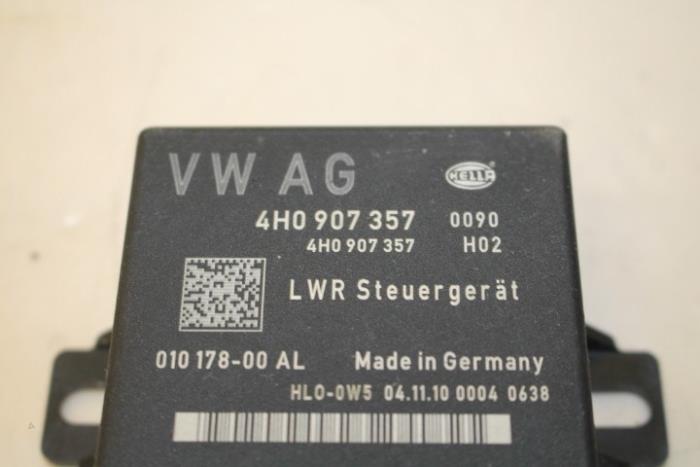 VW AG HELLA
4H0 907 357 0090
4H0 907 357 H02
LWR Steuergerät
010 178-00 AL Made in Germany
HLO-0W5 04.11.10 0004 0638